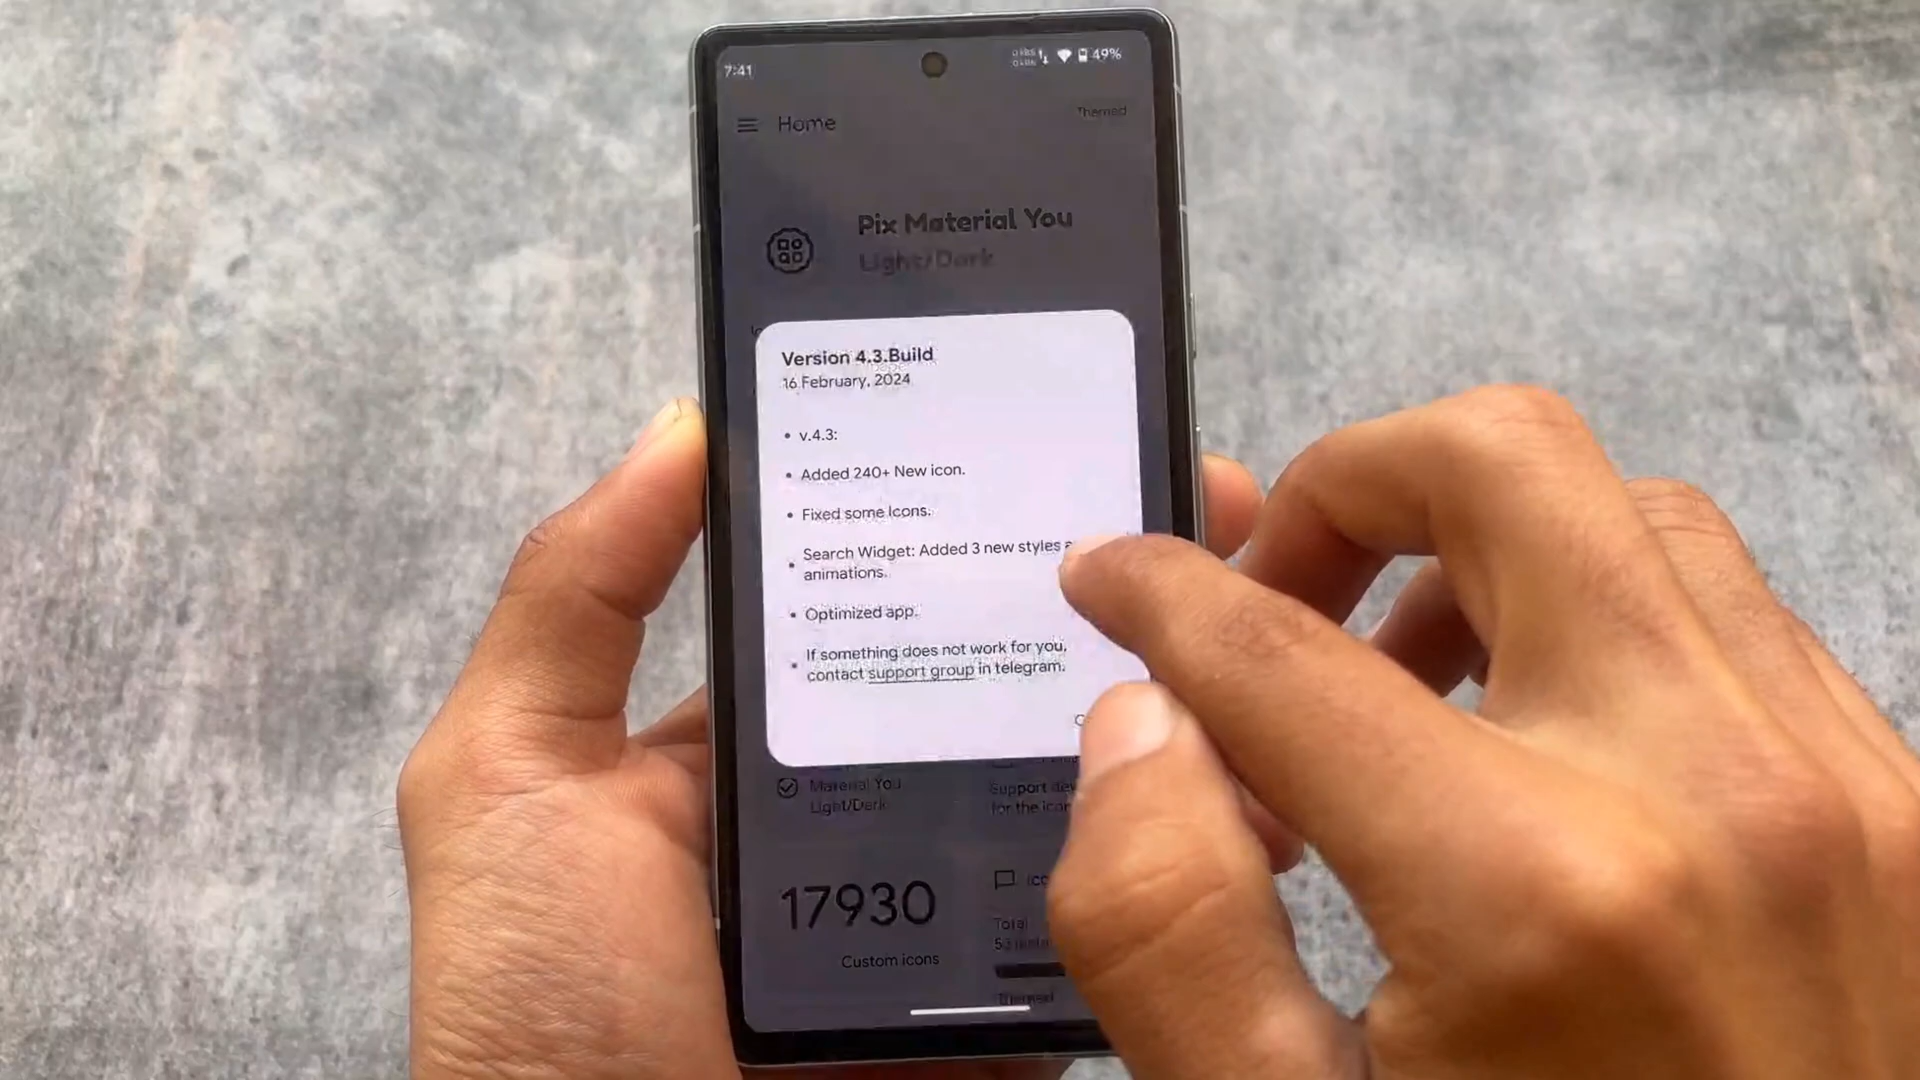 7:41
49%
Home
Themed
Pix Material You
Light/Dark
Version 4.3.Build
16 February, 2024
• v.4.3:
• Added 240+ New icon.
• Fixed some Icons.
• Search Widget: Added 3 new styles
animations.
• Optimized app.
• If something does not work for you,
contact support group in telegram.
Material You
Light/Dark
Support
for the
17930
Custom icons
Total
Themed